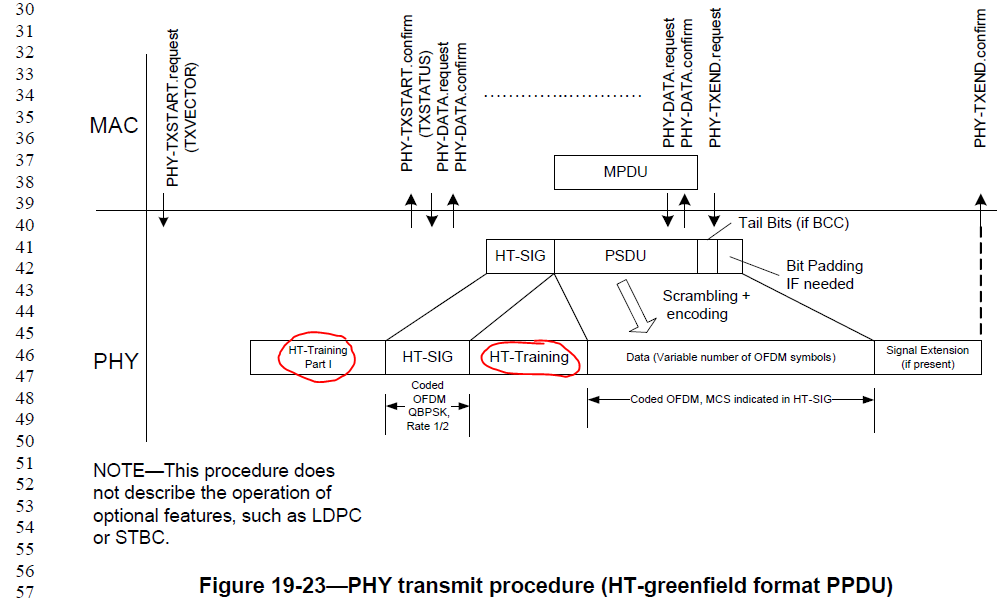 30
31
32
33
34
35
36
37
38
39
40
41
42
43
44
45
46
47
48
49
50
51
52
53
54
55
56
57
MAC
PHY-TXSTART.request
(TXVECTOR)
PHY-TXSTART.confirm
(TXSTATUS)
PHY-DATA.request
PHY-DATA.confirm
PHY-DATA.request
PHY-DATA.confirm
PHY-TXEND.request
PHY-TXEND.confirm
MPDU
Tail Bits (if BCC)
HT-SIG
PSDU
Bit Padding
IF needed
Scrambling +
encoding
PHY
HT-Training
Part I
HT-SIG
HT-Training
Data (Variable number of OFDM symbols)
Signal Extension
(if present)
Coded
OFDM
QBPSK,
Rate 1/2
Coded OFDM, MCS indicated in HT-SIG
NOTE—This procedure does
not describe the operation of
optional features, such as LDPC
or STBC.
Figure 19-23—PHY transmit procedure (HT-greenfield format PPDU)